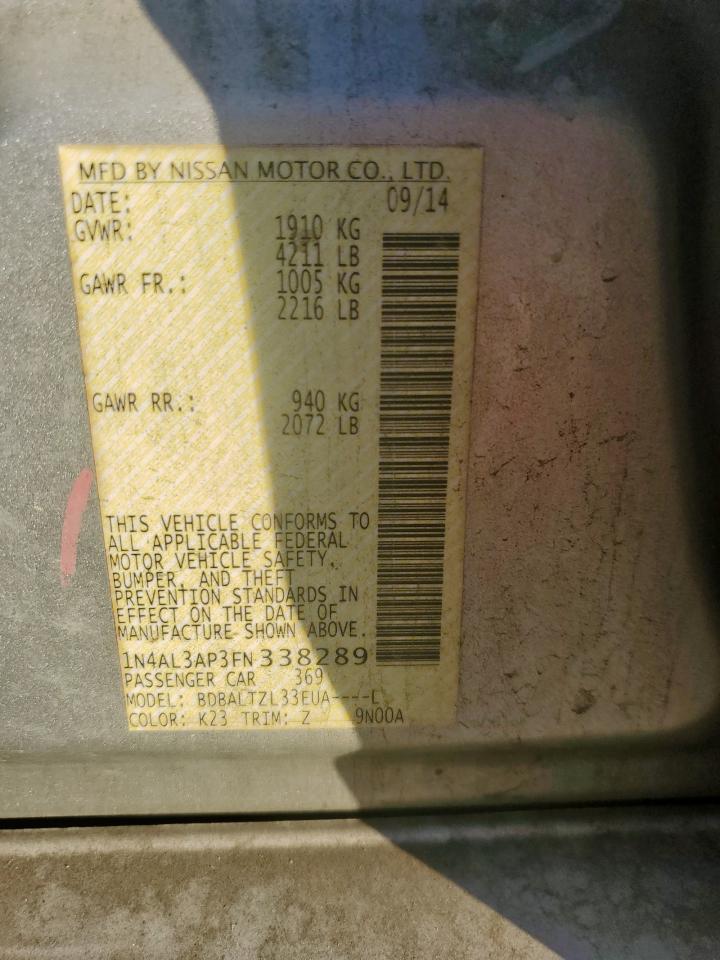 MFD BY NISSAN MOTOR CO., LTD.
DATE: 09/14
GVWR: 1910 KG
4211 LB
GAWR FR.: 1005 KG
2216 LB
GAWR RR.: 940 KG
2072 LB
THIS VEHICLE CONFORMS TO
ALL APPLICABLE FEDERAL
MOTOR VEHICLE SAFETY,
BUMPER, AND THEFT
PREVENTION STANDARDS IN
EFFECT ON THE DATE OF
MANUFACTURE SHOWN ABOVE.
1N4AL3AP3FN338289
PASSENGER CAR 369
MODEL: BDBALTZL33EUA----L
COLOR: K23 TRIM: Z 9N00A